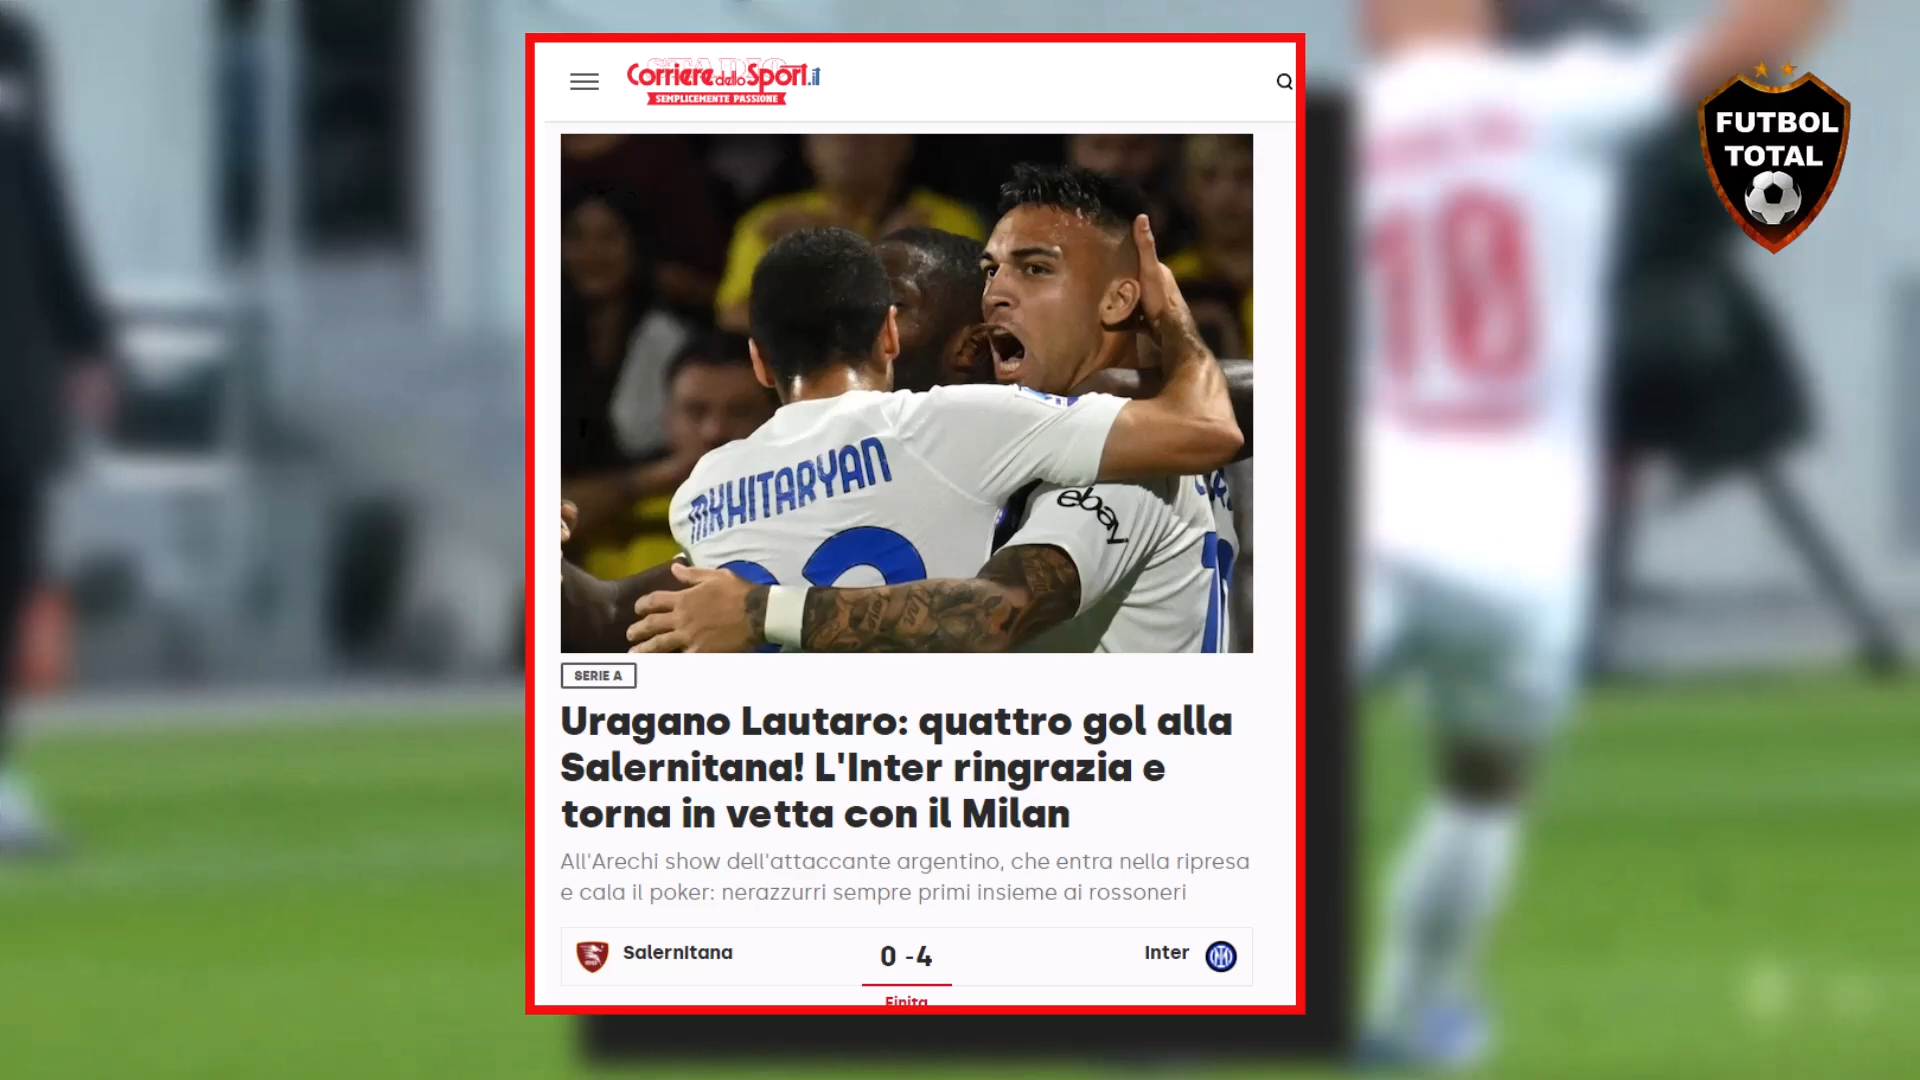 STADIO
Corriere dello Sport.it
SEMPLICEMENTE PASSIONE
FUTBOL
TOTAL
10
MKHITARYAN
ebay
SERIE A
Uragano Lautaro: quattro gol alla
Salernitana! L'Inter ringrazia e
torna in vetta con il Milan
All'Arechi show dell'attaccante argentino, che entra nella ripresa
e cala il poker: nerazzurri sempre primi insieme ai rossoneri
SalernItana 0 -4 Inter
Finita